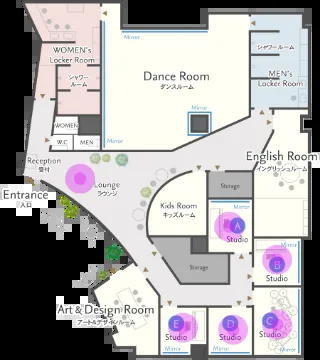 WOMEN's
Locker Room
シャワー
ルーム
Mirror
Dance Room
ダンスルーム
Mirror
Mirror
シャワールーム
MEN's
Locker Room
WOMEN
W.C
MEN
Reception
受付
Lounge
ラウンジ
Entrance
入口
English Room
イングリッシュルーム
Kids Room
キッズルーム
Storage
Mirror
A
Studio
Mirror
B
Studio
Storage
Art & Design Room
アート&デザインルーム
Mirror
C
Studio
D
Studio
Mirror
E
Studio
Mirror